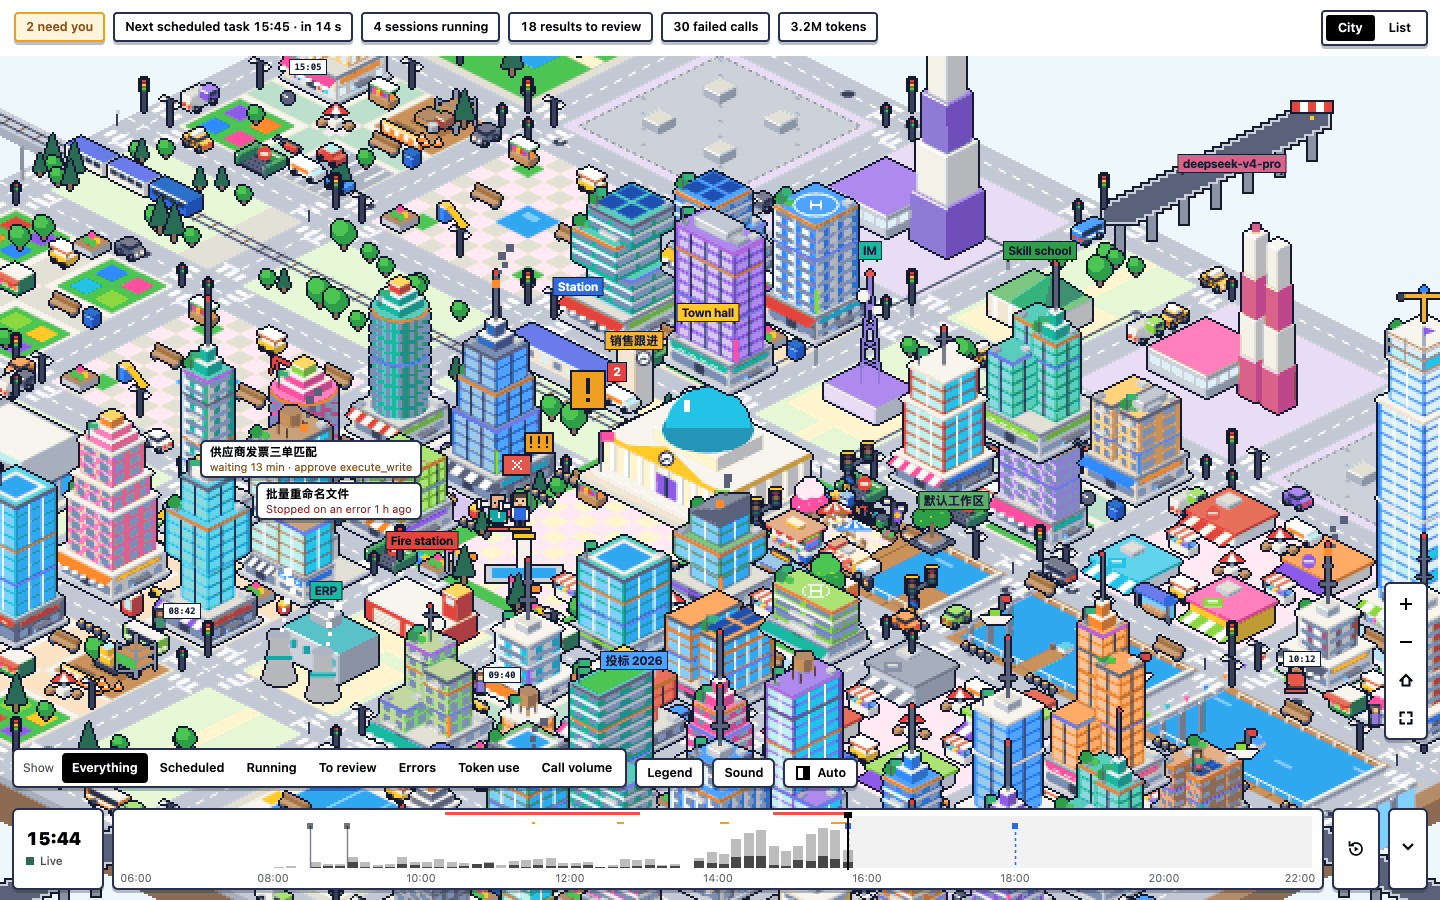 2 need you
Next scheduled task 15:45 · in 14 s
4 sessions running
18 results to review
30 failed calls
3.2M tokens
City
List
15:05
deepseek-v4-pro
IM
Skill school
Station
Town hall
销售跟进
2
!
!!!
供应商发票三单匹配
waiting 13 min · approve execute_write
批量重命名文件
Stopped on an error 1 h ago
默认工作区
Fire station
ERP
08:42
投标 2026
10:12
09:40
H
H
+
−
Show
Everything
Scheduled
Running
To review
Errors
Token use
Call volume
Legend
Sound
Auto
15:44
Live
06:00
08:00
10:00
12:00
14:00
16:00
18:00
20:00
22:00